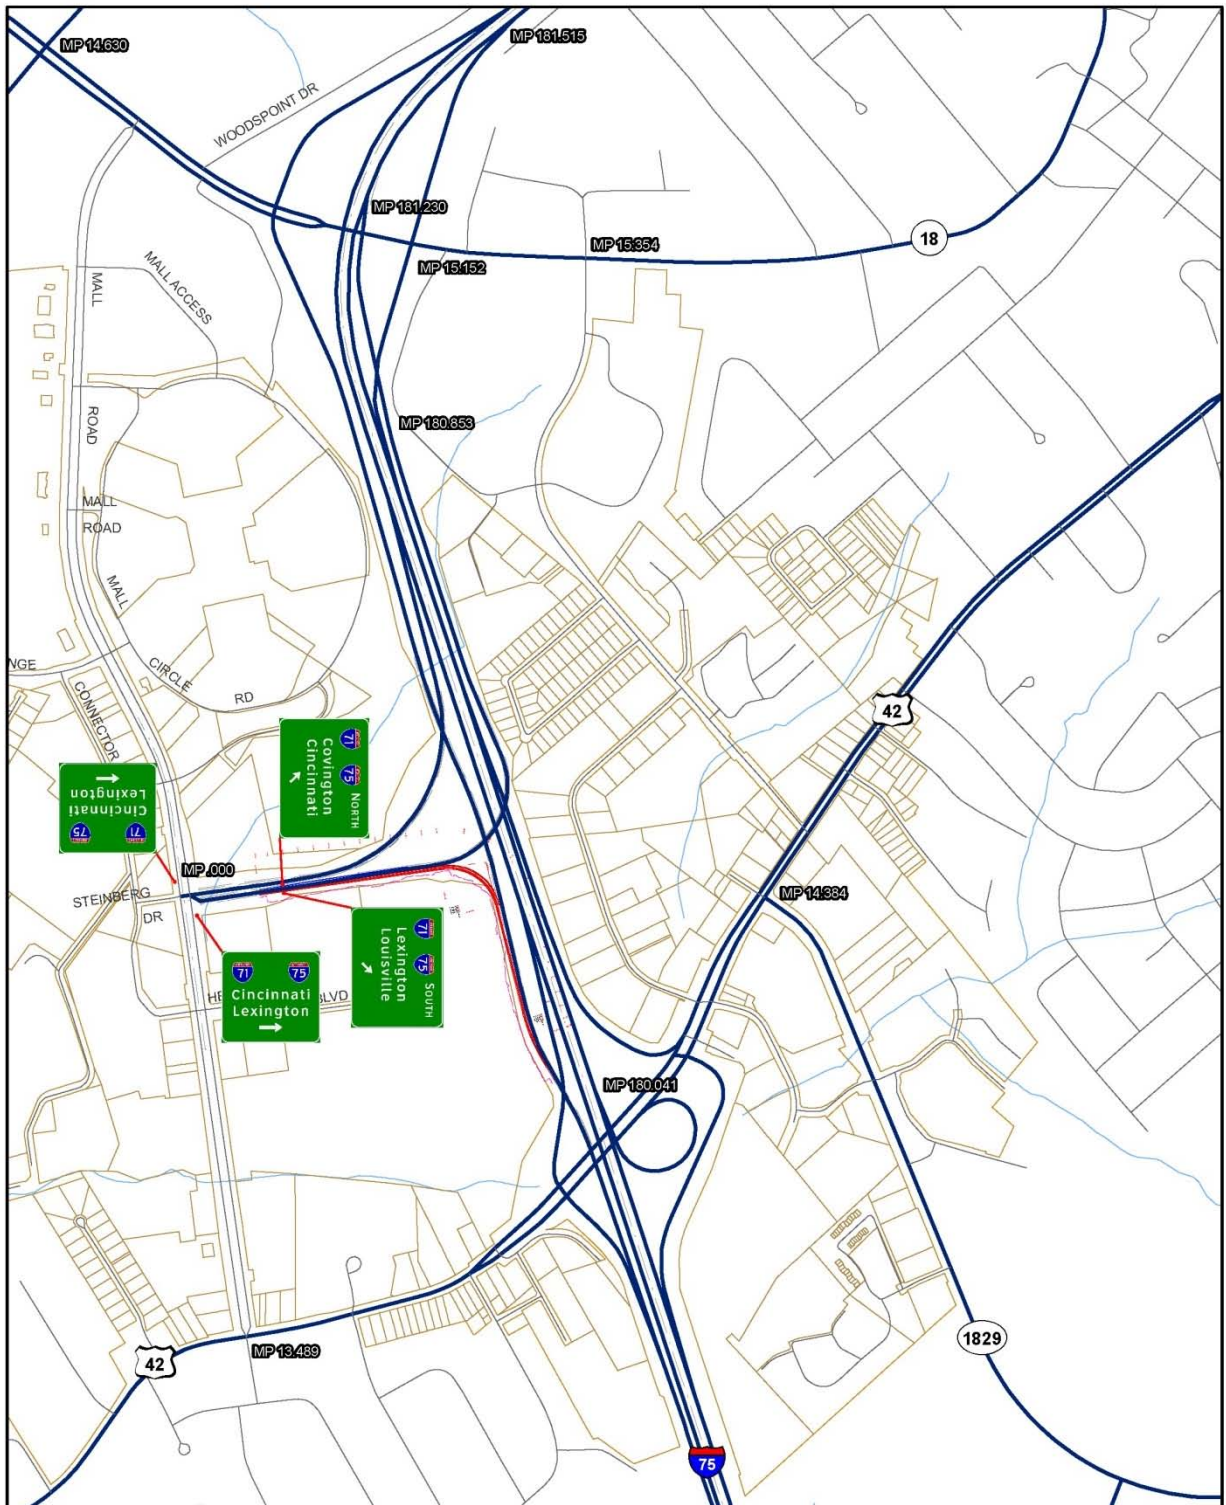 MP 14.630
MP 181.515
WOODSPOINT DR
MP 181.230
MP 15.354
18
MP 15.152
MALL ACCESS
MALL
ROAD
MP 180.853
MALL
ROAD
MALL
CIRCLE
RD
NGE
CONNECTOR
42
71 75 NORTH
Covington
Cincinnati
71 75
Cincinnati
Lexington
MP .000
STEINBERG
DR
MP 14.384
71 75 SOUTH
Lexington
Louisville
71 75
Cincinnati
Lexington
HE
BLVD
MP 180.041
1829
42
MP 13.489
75